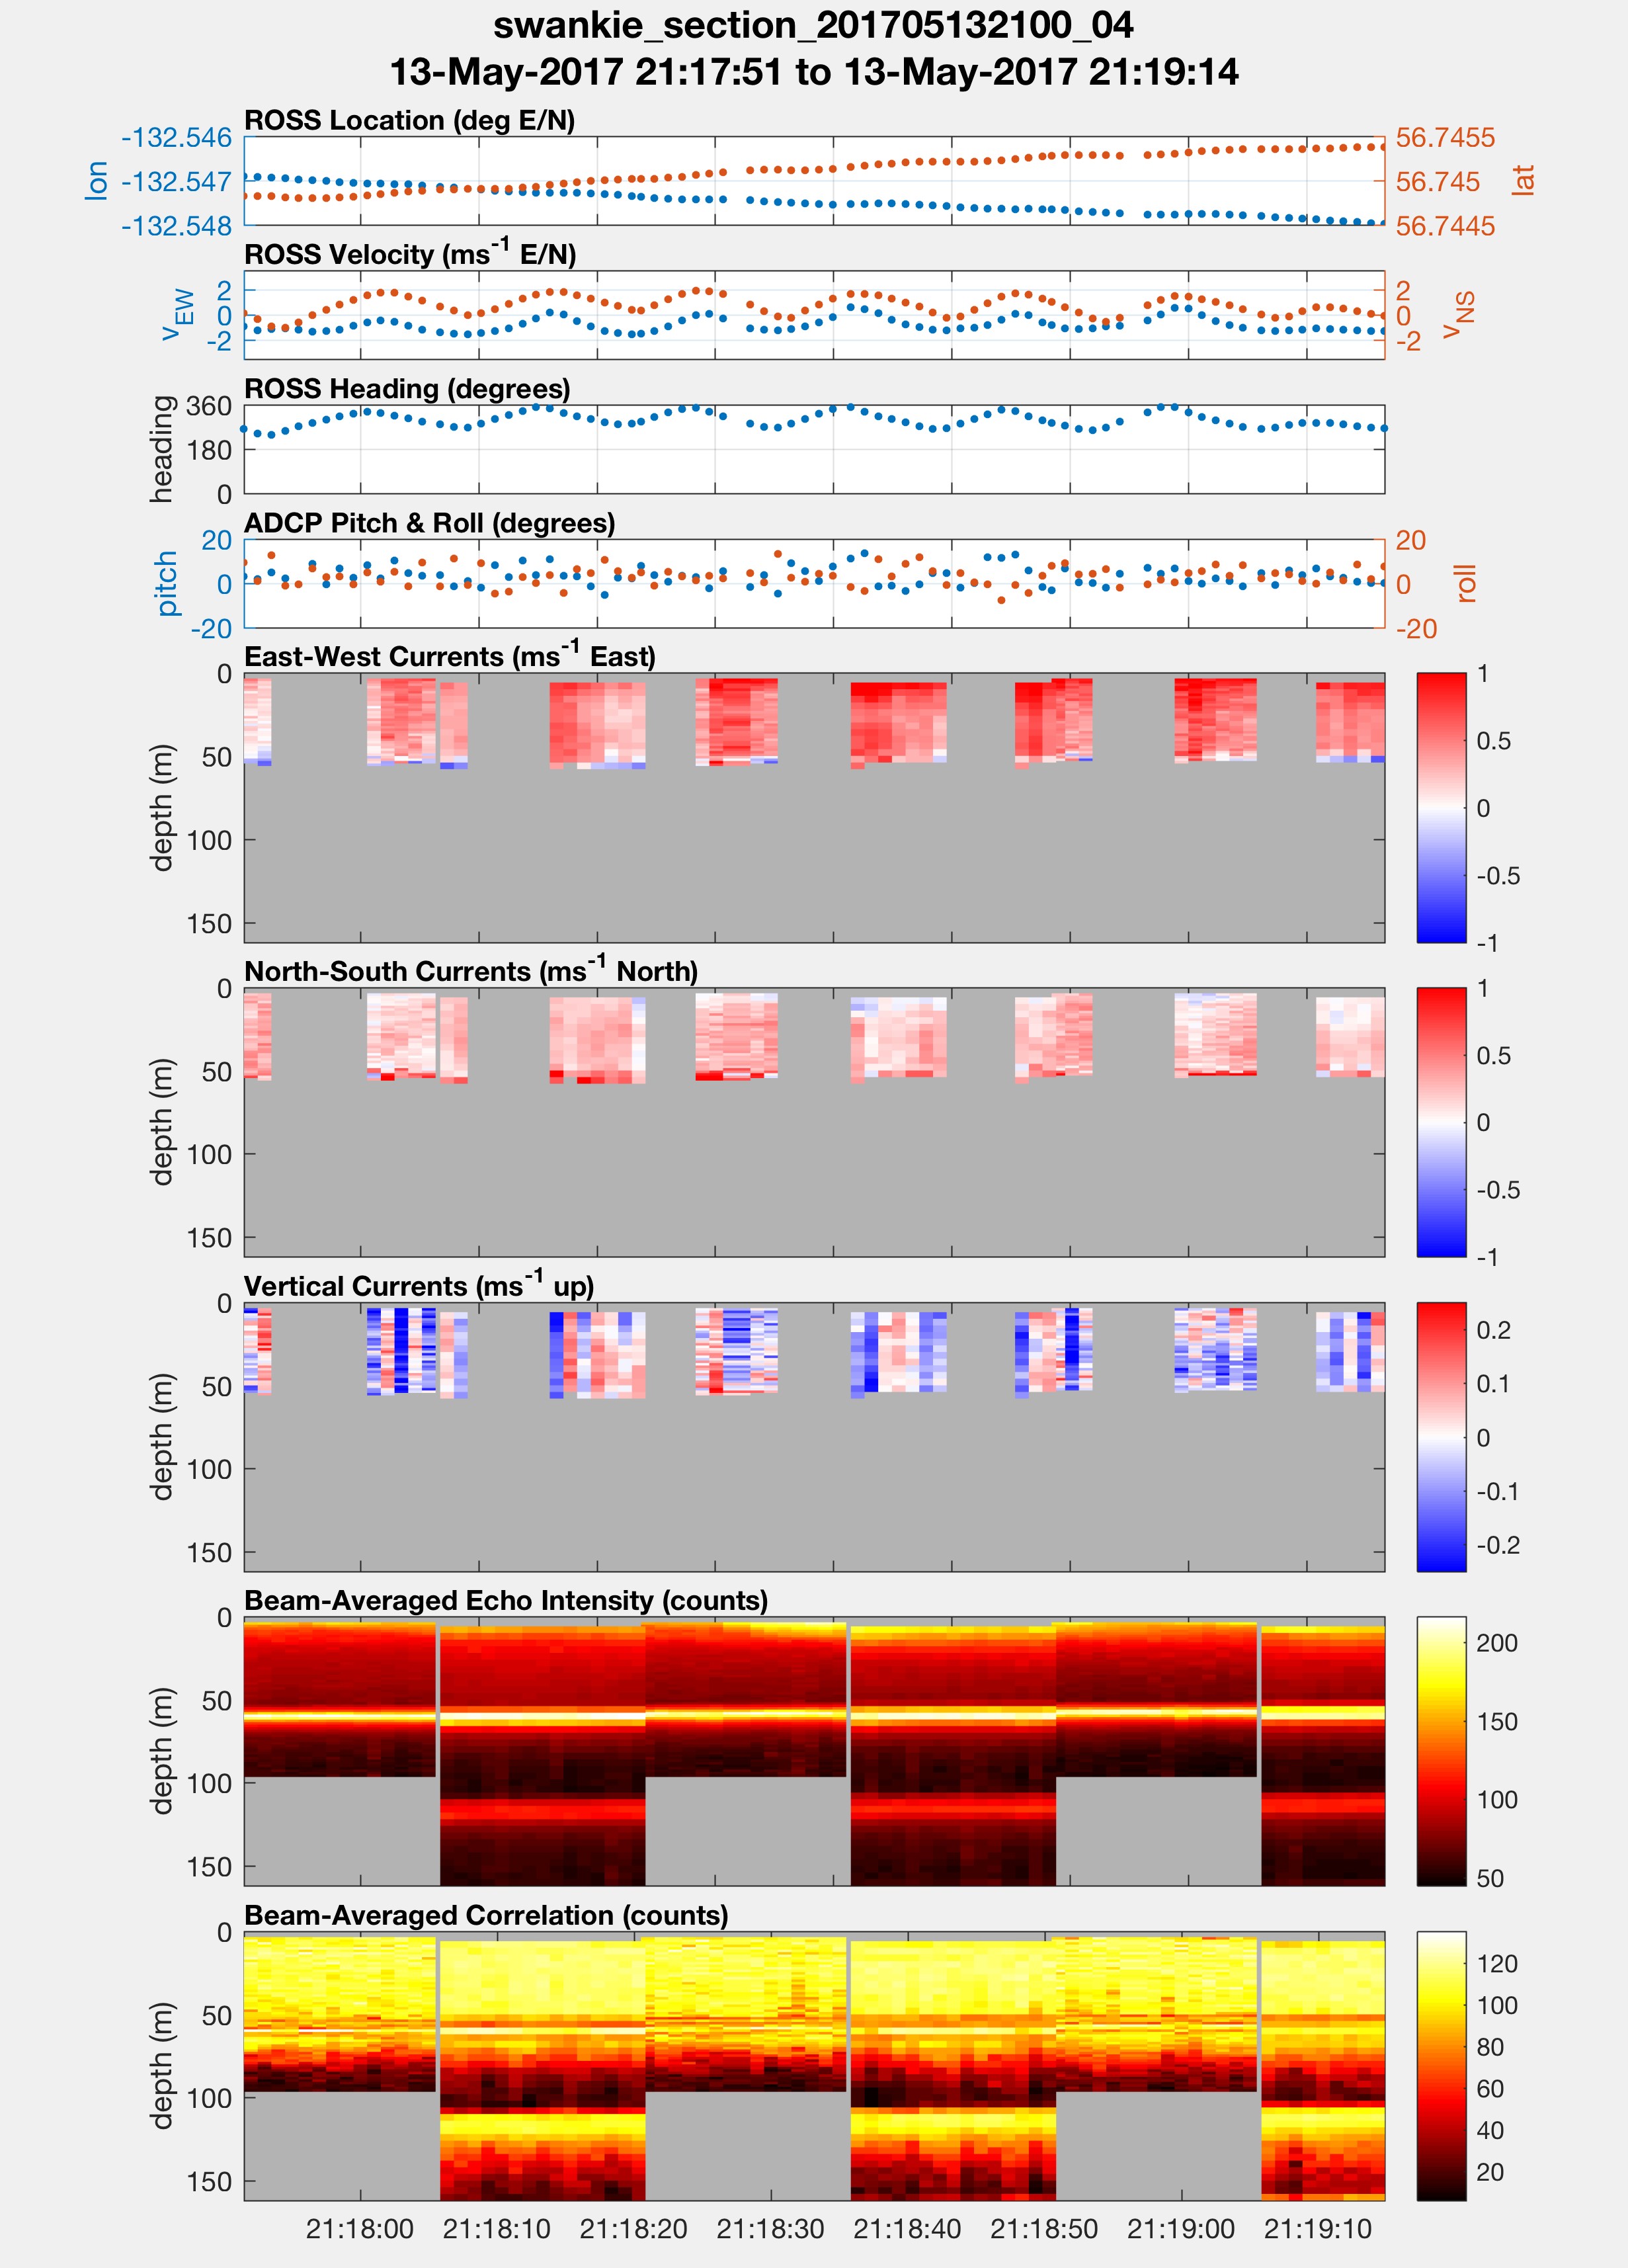 swankie_section_201705132100_04
13-May-2017 21:17:51 to 13-May-2017 21:19:14
ROSS Location (deg E/N)
-132.546
-132.547
-132.548
lon
56.7455
56.745
56.7445
lat
ROSS Velocity (ms-1 E/N)
2
0
-2
vEW
2
0
-2
vNS
ROSS Heading (degrees)
360
180
0
heading
ADCP Pitch & Roll (degrees)
20
0
-20
pitch
20
0
-20
roll
East-West Currents (ms-1 East)
0
50
100
150
depth (m)
1
0.5
0
-0.5
-1
North-South Currents (ms-1 North)
0
50
100
150
depth (m)
1
0.5
0
-0.5
-1
Vertical Currents (ms-1 up)
0
50
100
150
depth (m)
0.2
0.1
0
-0.1
-0.2
Beam-Averaged Echo Intensity (counts)
0
50
100
150
depth (m)
200
150
100
50
Beam-Averaged Correlation (counts)
0
50
100
150
depth (m)
120
100
80
60
40
20
21:18:00 21:18:10 21:18:20 21:18:30 21:18:40 21:18:50 21:19:00 21:19:10